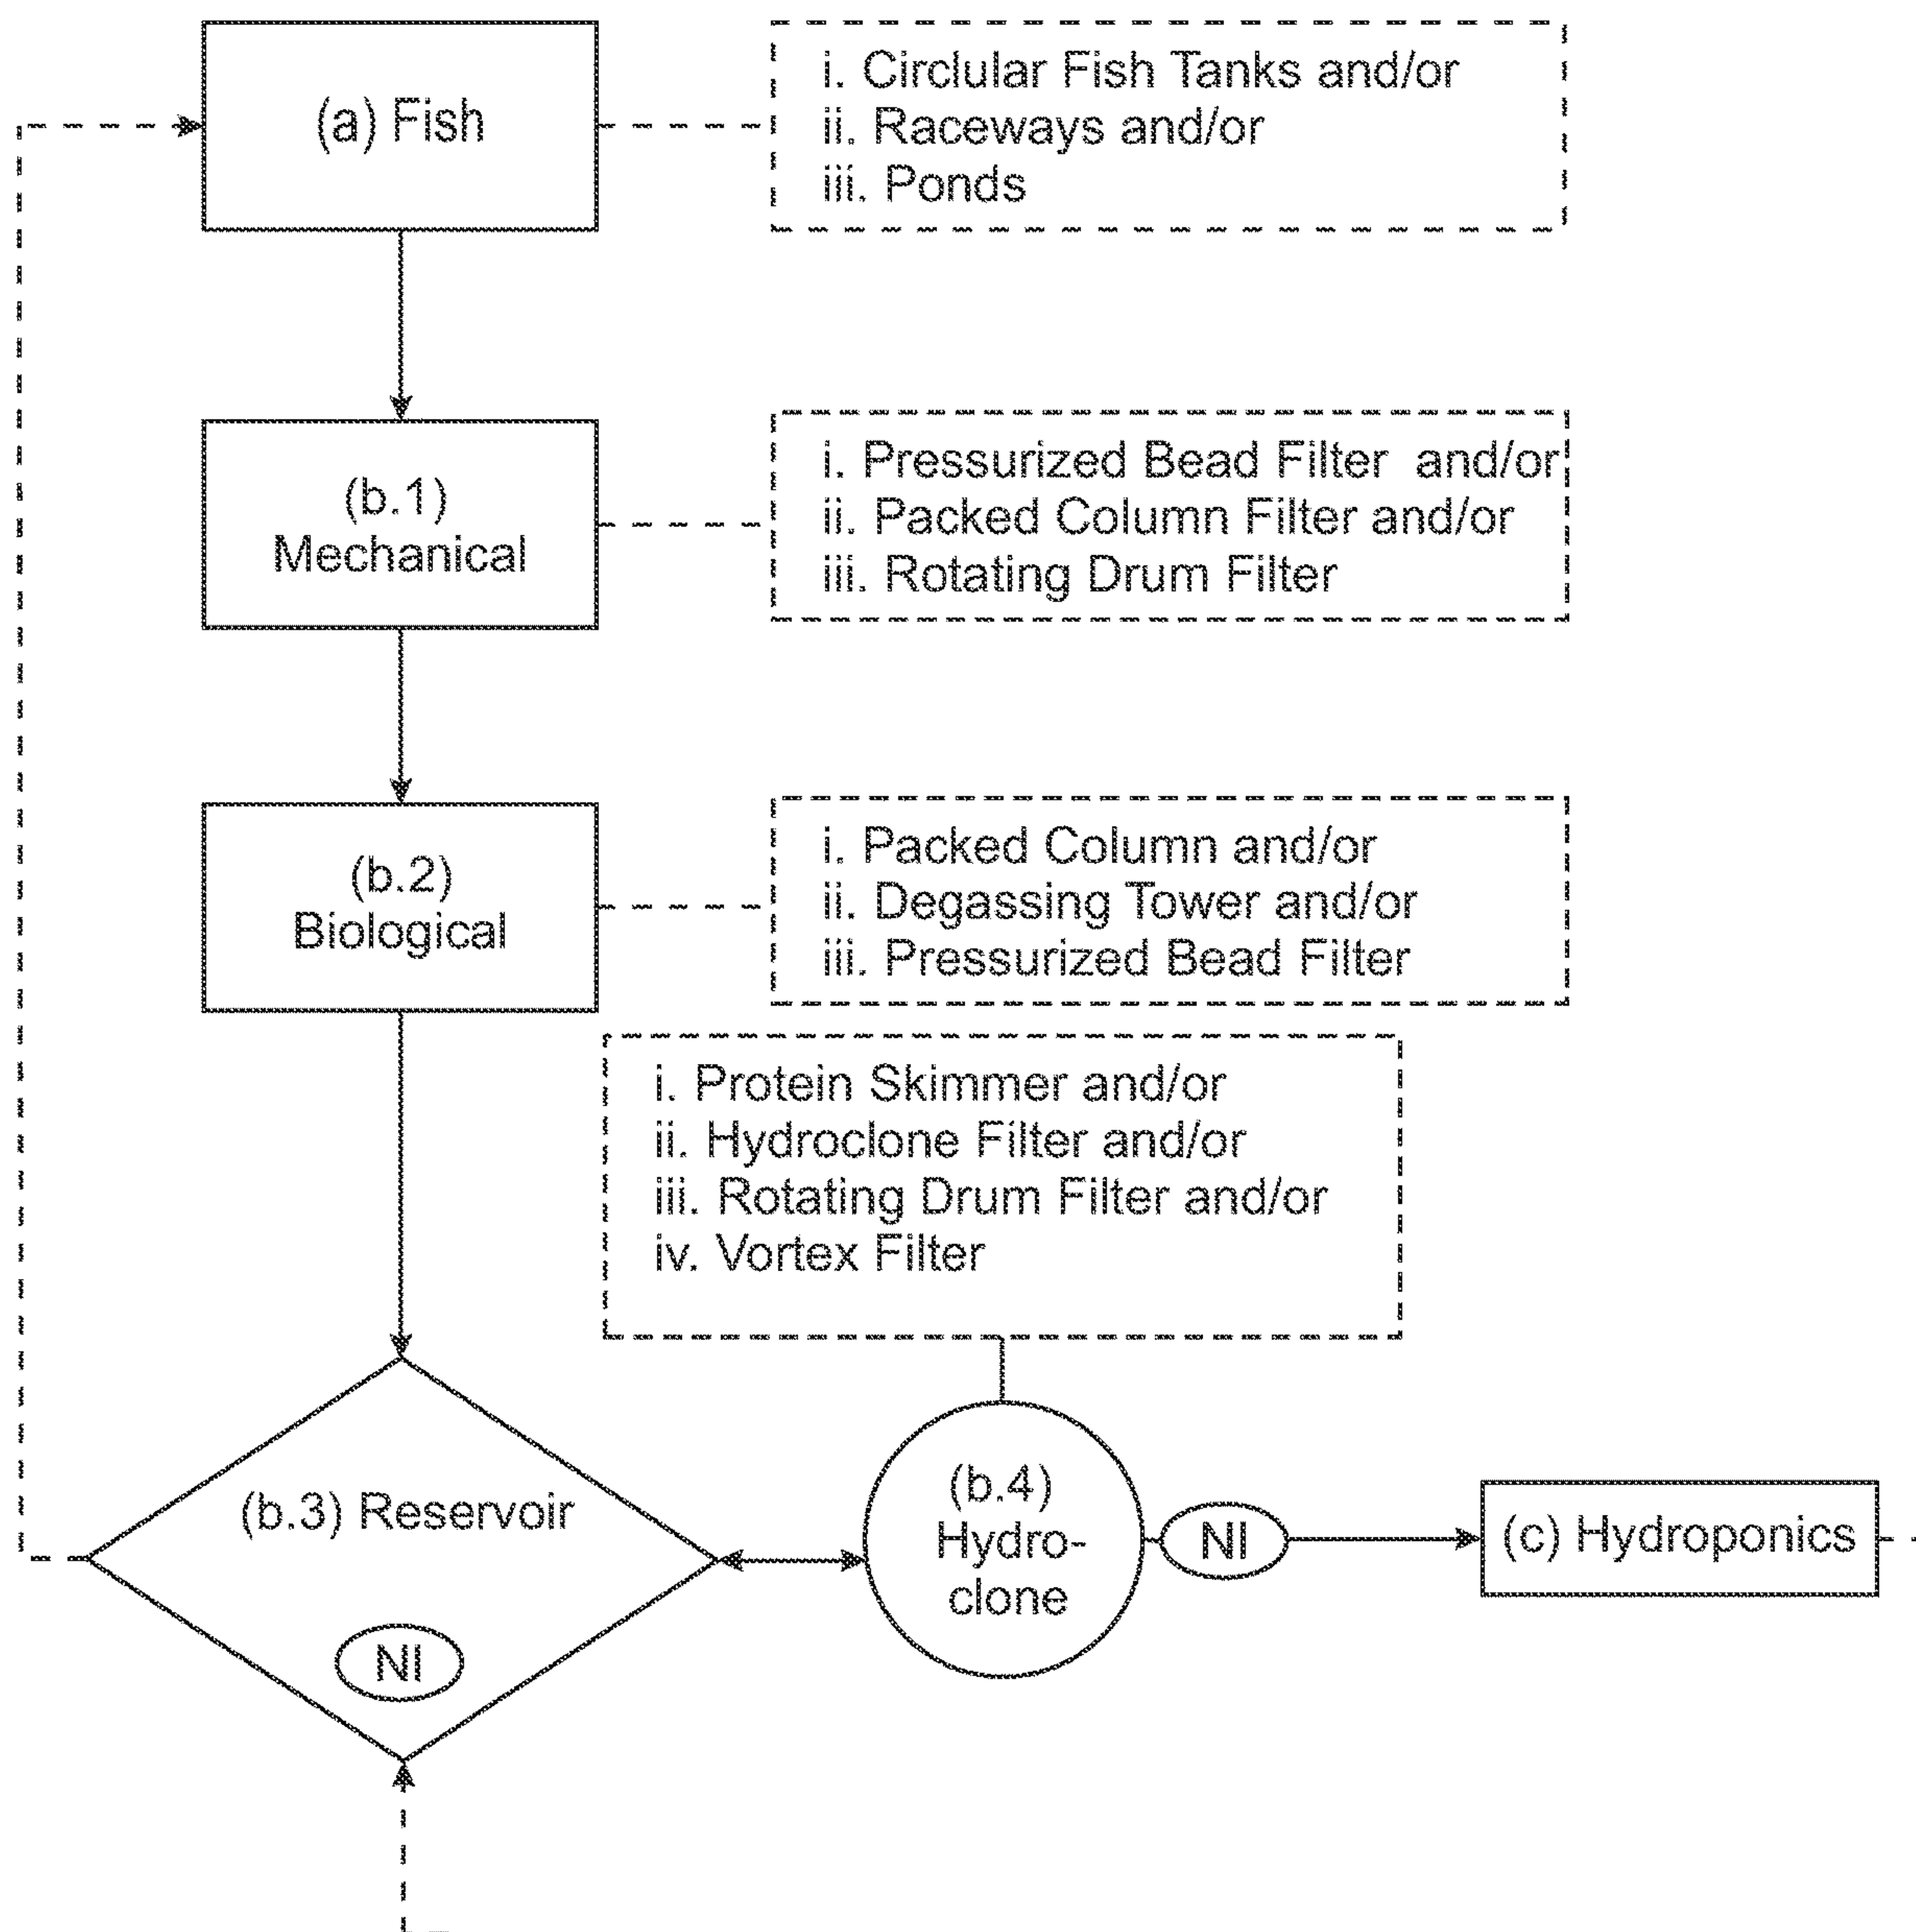 (a) Fish
i. Circlular Fish Tanks and/or
ii. Raceways and/or
iii. Ponds
(b.1)
Mechanical
i. Pressurized Bead Filter and/or
ii. Packed Column Filter and/or
iii. Rotating Drum Filter
(b.2)
Biological
i. Packed Column and/or
ii. Degassing Tower and/or
iii. Pressurized Bead Filter
i. Protein Skimmer and/or
ii. Hydroclone Filter and/or
iii. Rotating Drum Filter and/or
iv. Vortex Filter
(b.3) Reservoir
NI
(b.4)
Hydro-
clone
NI
(c) Hydroponics